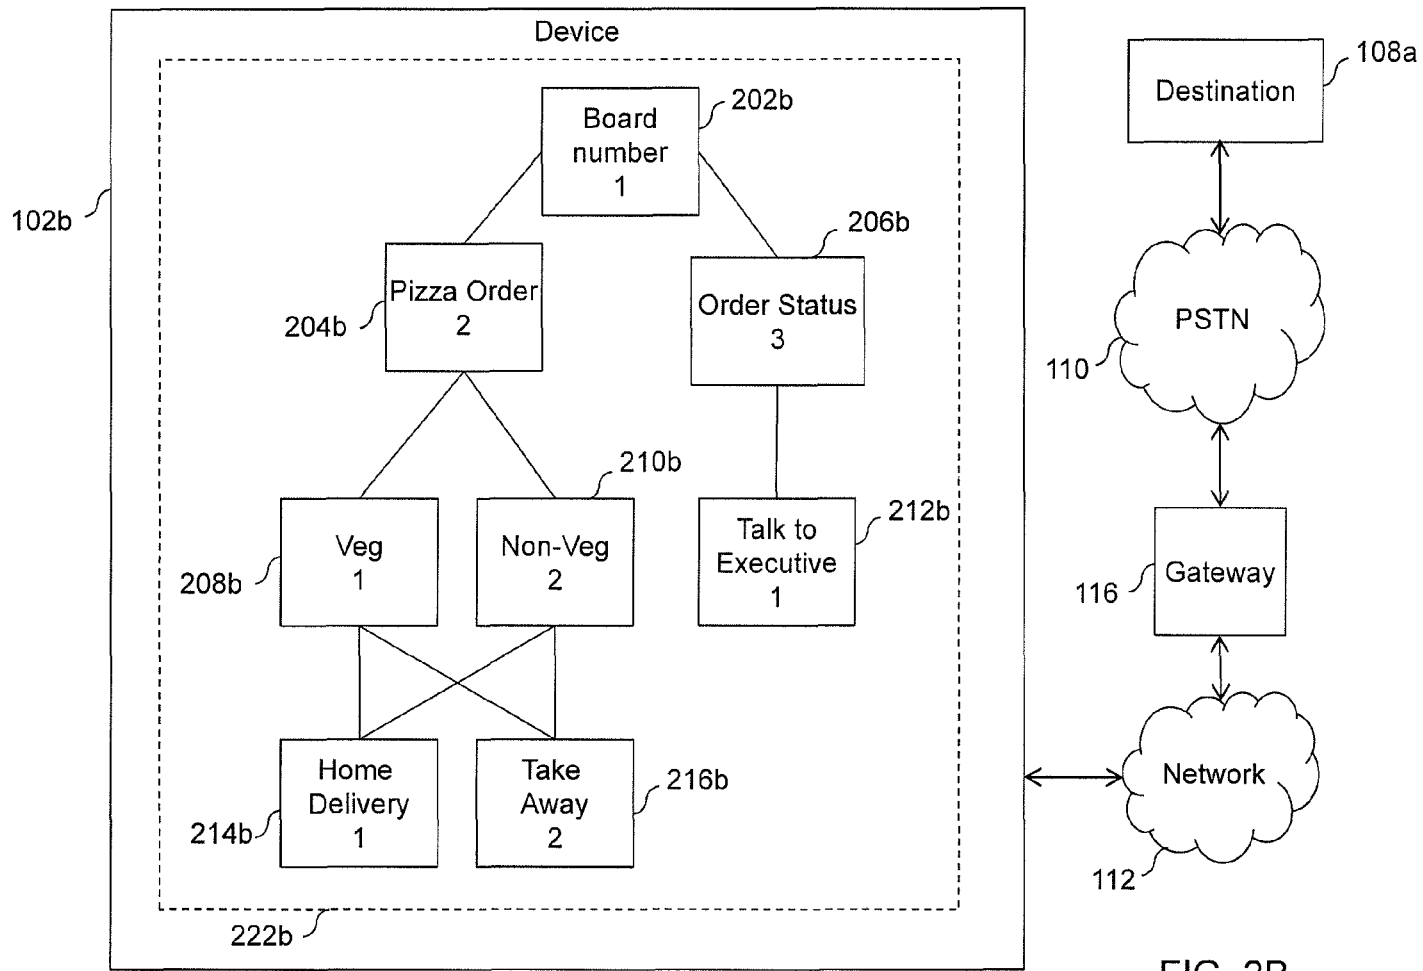 Device
108a
Destination
202b
Board
number
1
102b
206b
Pizza Order
2
204b
Order Status
3
PSTN
110
210b
212b
Veg
1
208b
Non-Veg
2
Talk to
Executive
1
Gateway
116
Home
Delivery
1
214b
Take
Away
2
216b
Network
112
222b